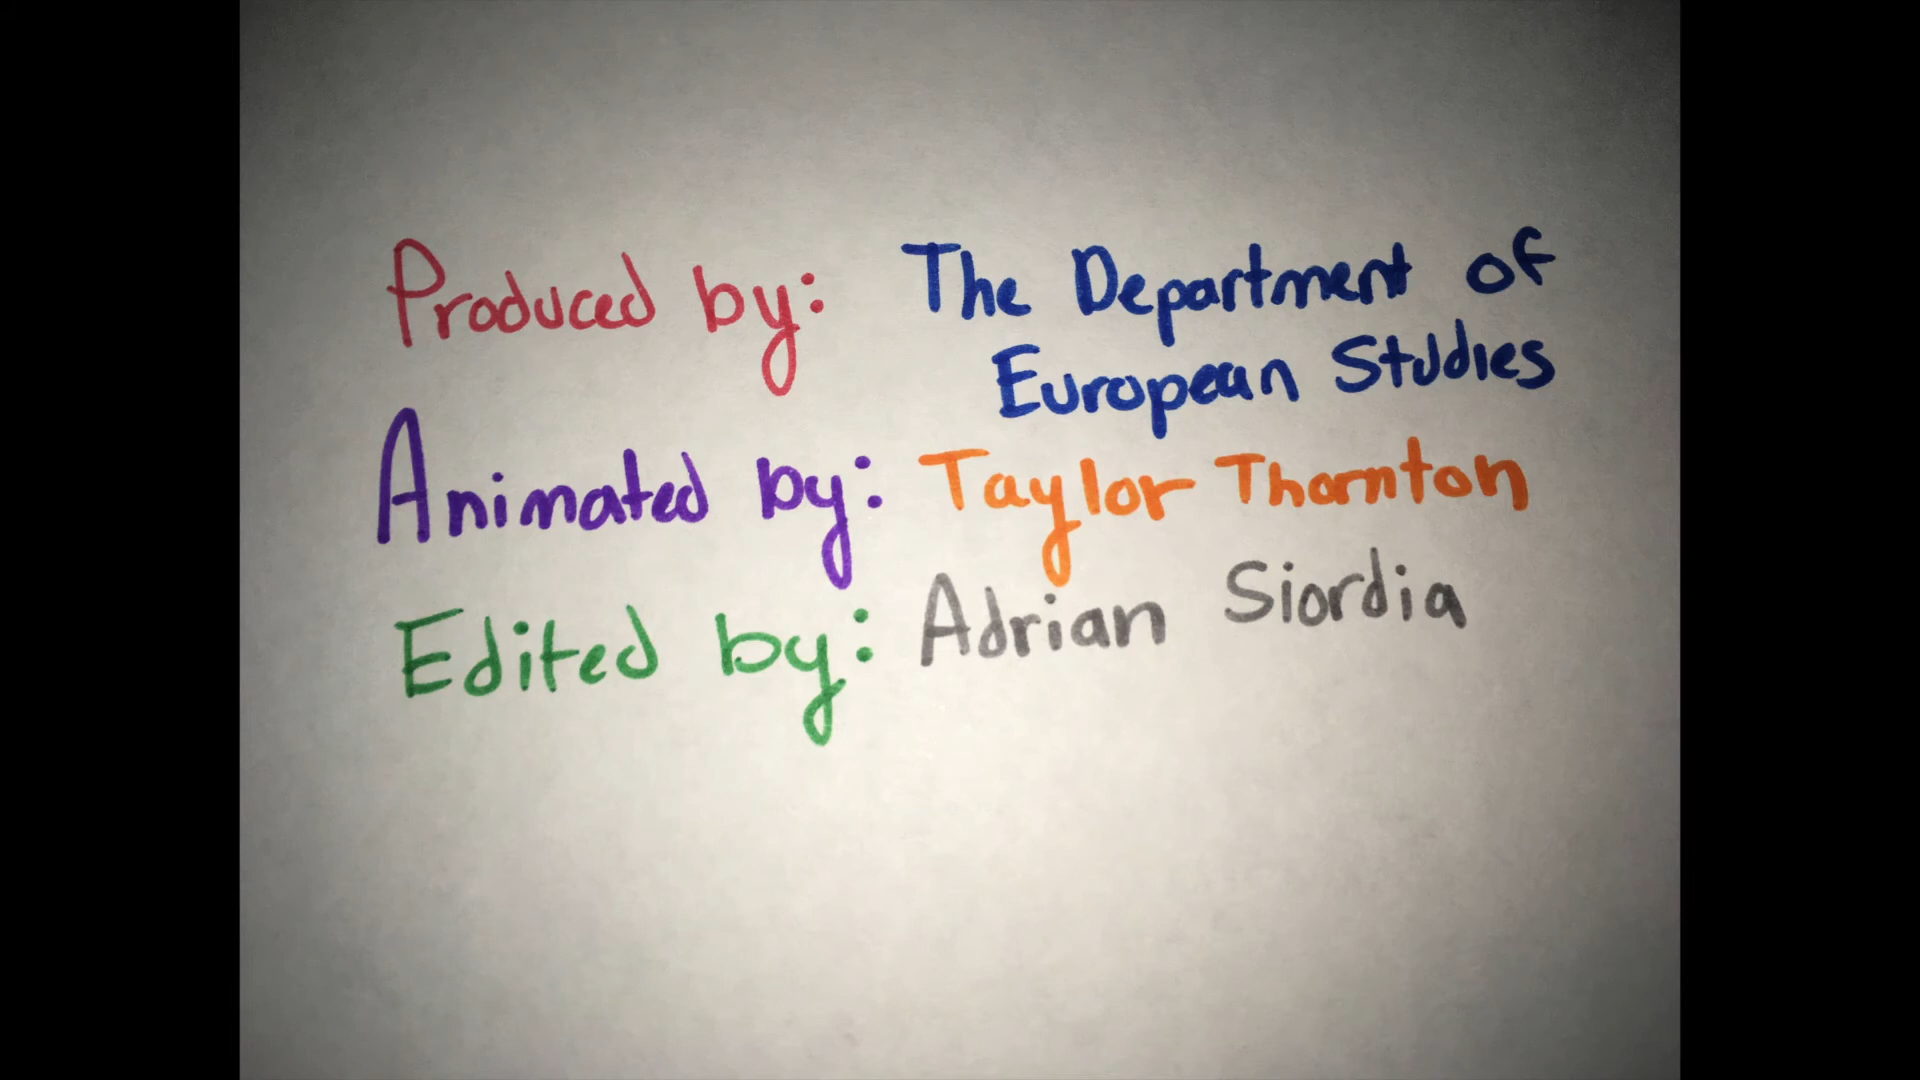 Produced by: The Department of
European Studies
Animated by: Taylor Thornton
Edited by: Adrian Siordia